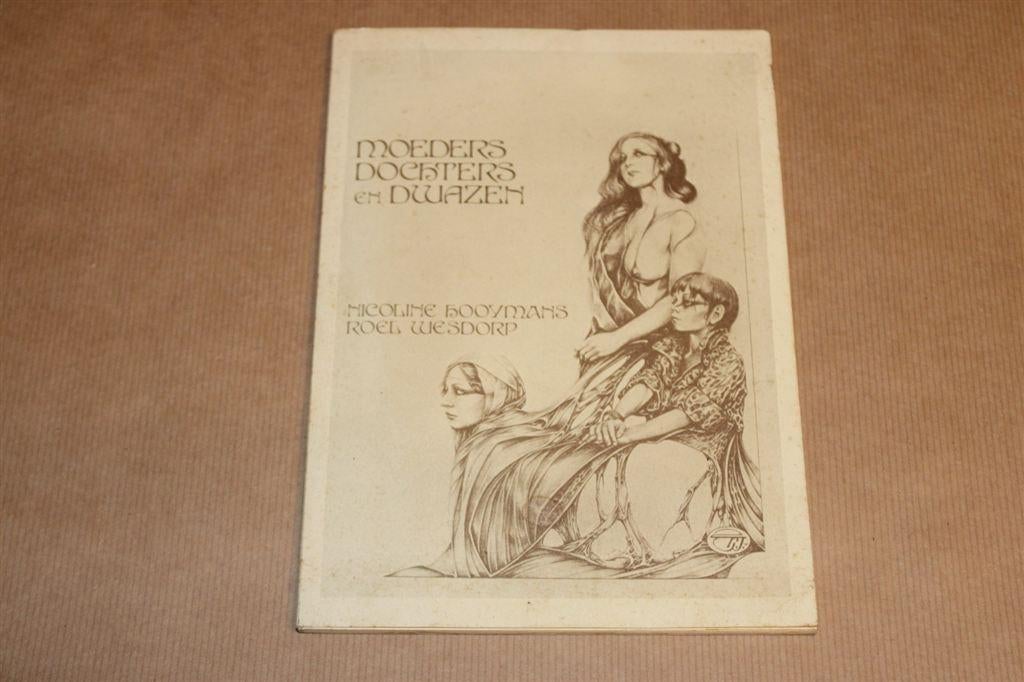 MOEDERS
DOCHTERS
EN DWAZEN
NICOLINE HOOYMANS
ROEL WESDORP